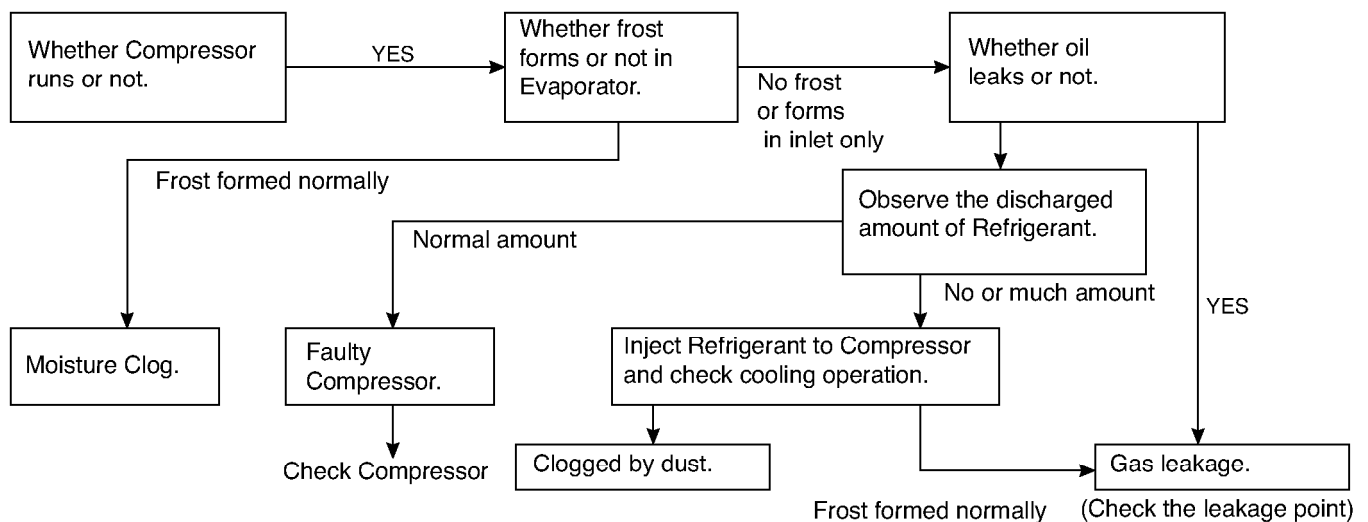 Whether Compressor
runs or not.
YES
Whether frost
forms or not in
Evaporator.
No frost
or forms
in inlet only
Whether oil
leaks or not.
Frost formed normally
Observe the discharged
amount of Refrigerant.
Normal amount
No or much amount
YES
Moisture Clog.
Faulty
Compressor.
Inject Refrigerant to Compressor
and check cooling operation.
Check Compressor
Clogged by dust.
Gas leakage.
Frost formed normally
(Check the leakage point)